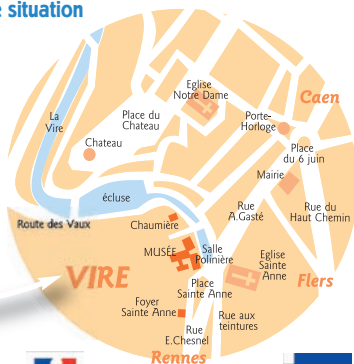 situation
Eglise
Notre Dame
Caen
La
Vire
Place du
Chateau
Porte-
Horloge
Chateau
Place
du 6 juin
Mairie
écluse
Rue
A.Gasté
Rue du
Haut Chemin
Route des Vaux
Chaumière
MUSÉE
Salle
Polinière
Eglise
Sainte
Anne
VIRE
Flers
Place
Sainte Anne
Foyer
Sainte Anne
Rue aux
teintures
Rue
E.Chesnel
Rennes